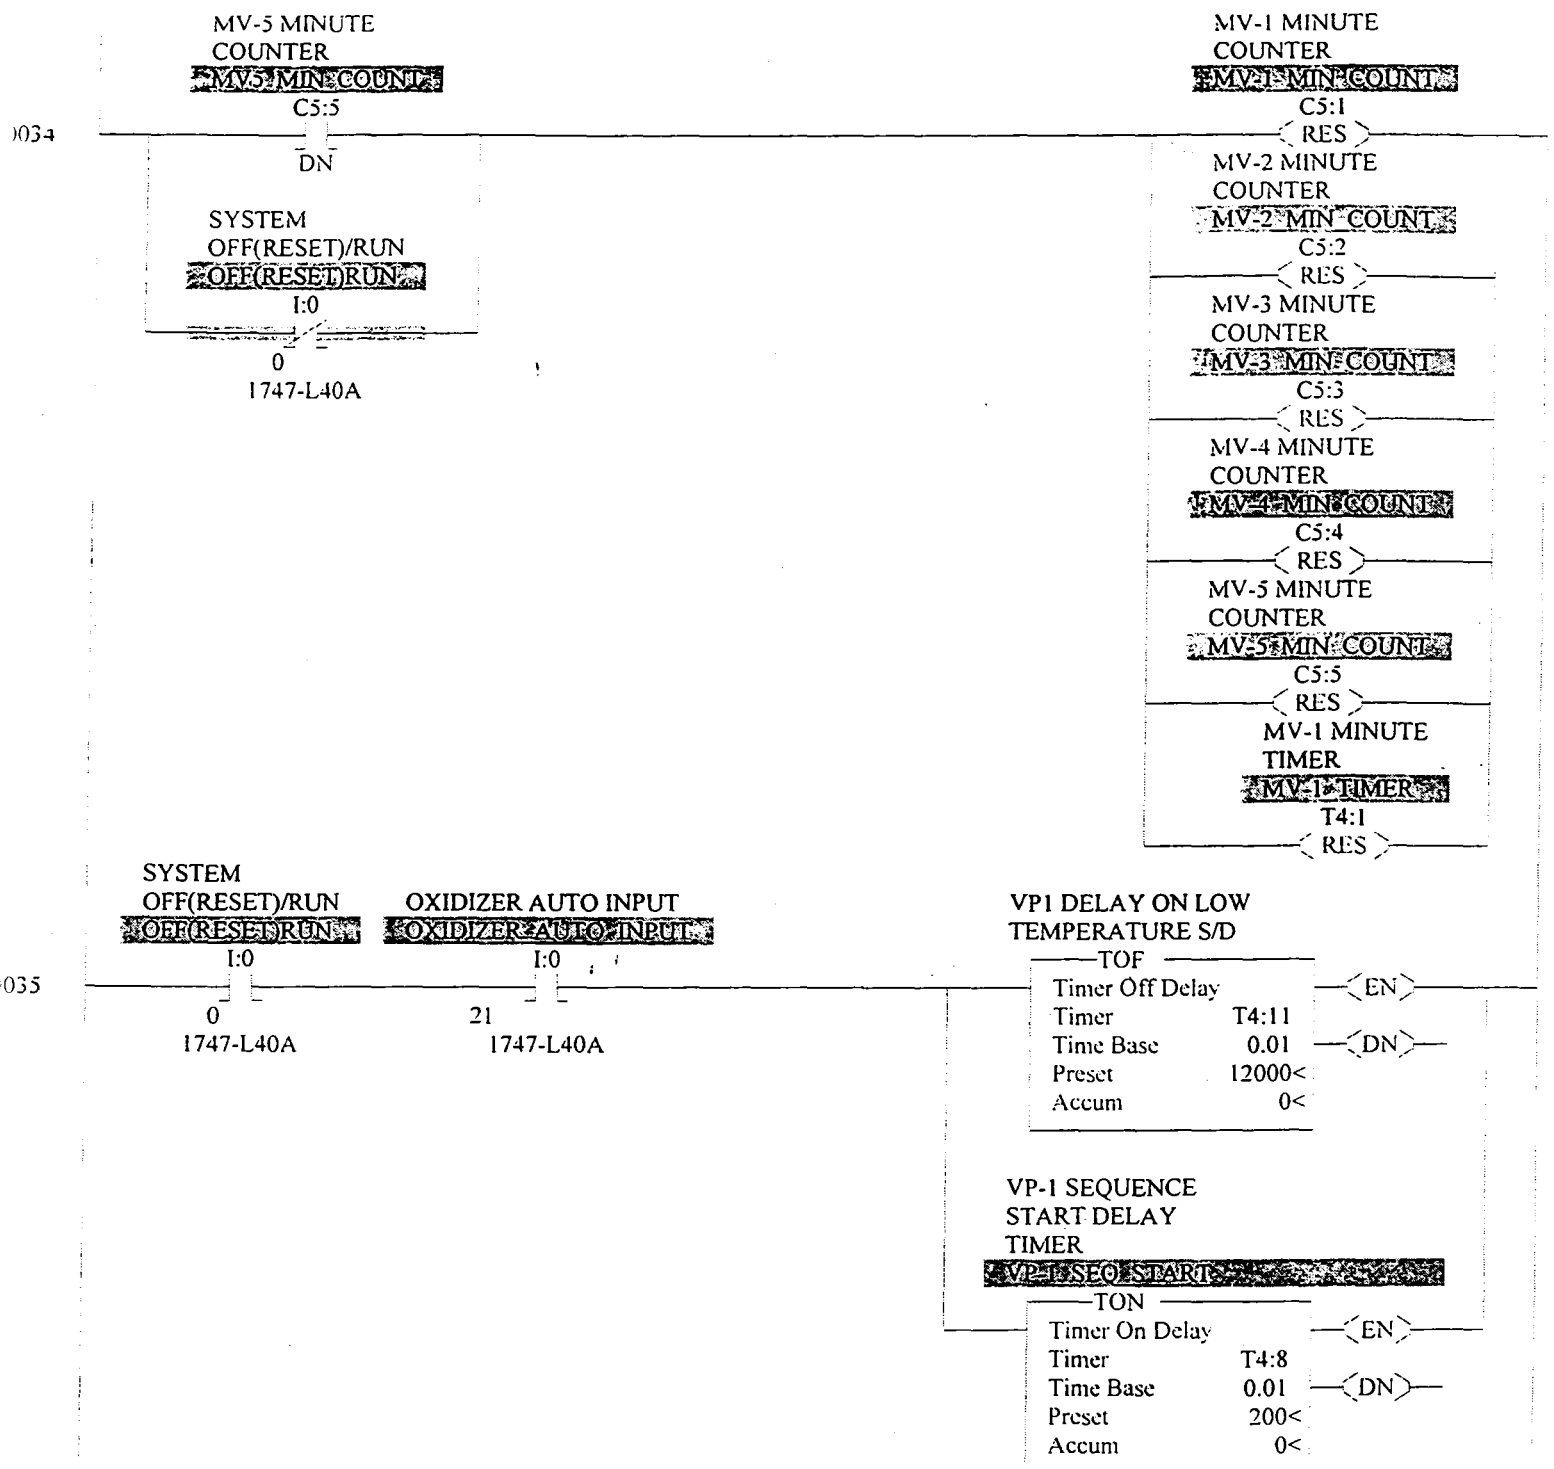 MV-5 MINUTE
COUNTER
MV5 MIN COUNT
C5:5
DN
SYSTEM
OFF(RESET)/RUN
OFF(RESET)RUN
I:0
0
1747-L40A
MV-1 MINUTE
COUNTER
MV-1 MIN COUNT
C5:1
RES
MV-2 MINUTE
COUNTER
MV-2 MIN COUNT
C5:2
RES
MV-3 MINUTE
COUNTER
MV-3 MIN COUNT
C5:3
RES
MV-4 MINUTE
COUNTER
MV-4 MIN COUNT
C5:4
RES
MV-5 MINUTE
COUNTER
MV-5 MIN COUNT
C5:5
RES
MV-1 MINUTE
TIMER
MV-1 TIMER
T4:1
RES
035
SYSTEM
OFF(RESET)/RUN
OFF(RESET)RUN
I:0
0
1747-L40A
OXIDIZER AUTO INPUT
OXIDIZER AUTO INPUT
I:0
21
1747-L40A
VP1 DELAY ON LOW
TEMPERATURE S/D
TOF
Timer Off Delay EN
Timer T4:11
Time Base 0.01 DN
Preset 12000<
Accum 0<
VP-1 SEQUENCE
START DELAY
TIMER
VP-1 SEQ START
TON
Timer On Delay EN
Timer T4:8
Time Base 0.01 DN
Preset 200<
Accum 0<